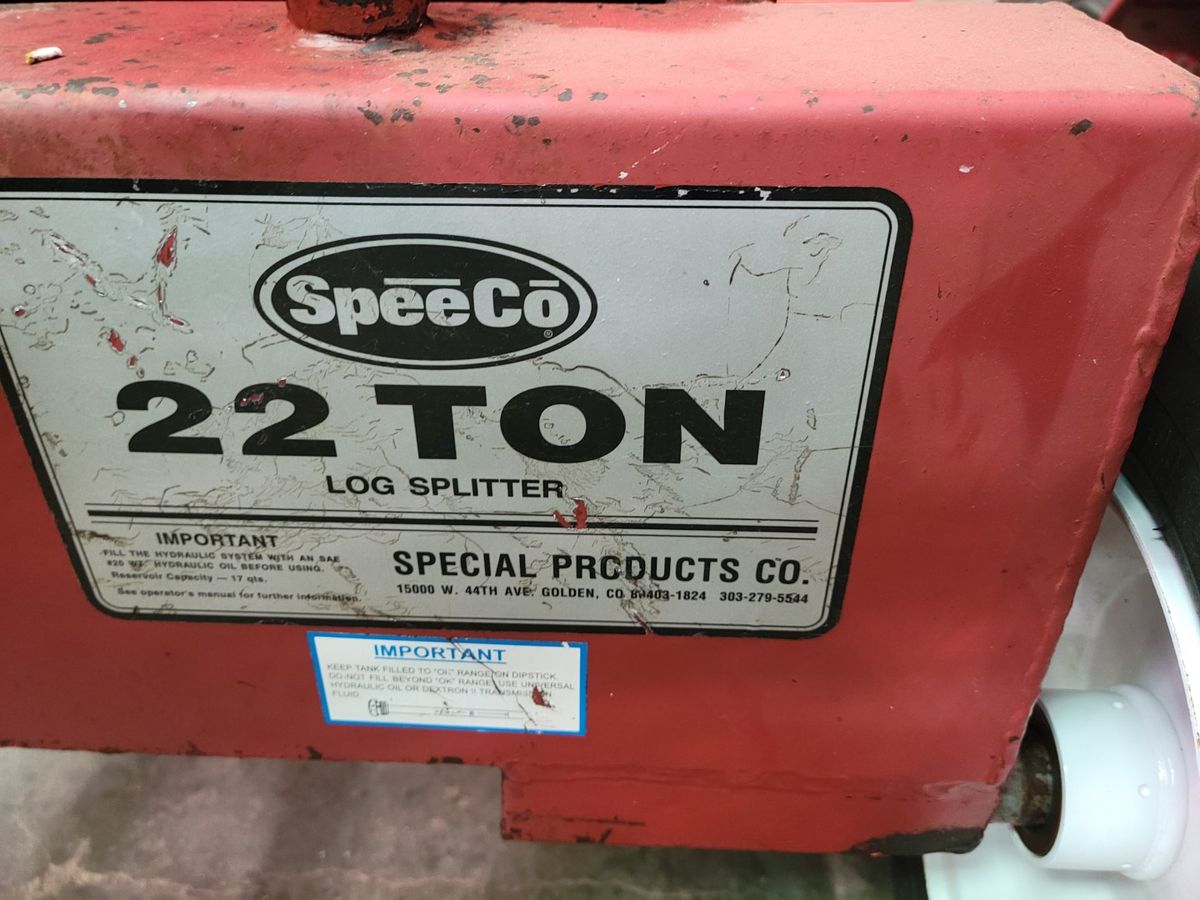 SpeeCo®
22 TON
LOG SPLITTER
IMPORTANT
FILL THE HYDRAULIC SYSTEM WITH AN SAE
#20 WT. HYDRAULIC OIL BEFORE USING.
Reservoir Capacity — 17 qts.
See operator's manual for further information.
SPECIAL PRODUCTS CO.
15000 W. 44TH AVE. GOLDEN, CO 80403-1824 303-279-5544
IMPORTANT
KEEP TANK FILLED TO "OK" RANGE ON DIPSTICK.
DO NOT FILL BEYOND "OK" RANGE. USE UNIVERSAL
HYDRAULIC OIL OR DEXTRON II TRANSMISSION
FLUID.